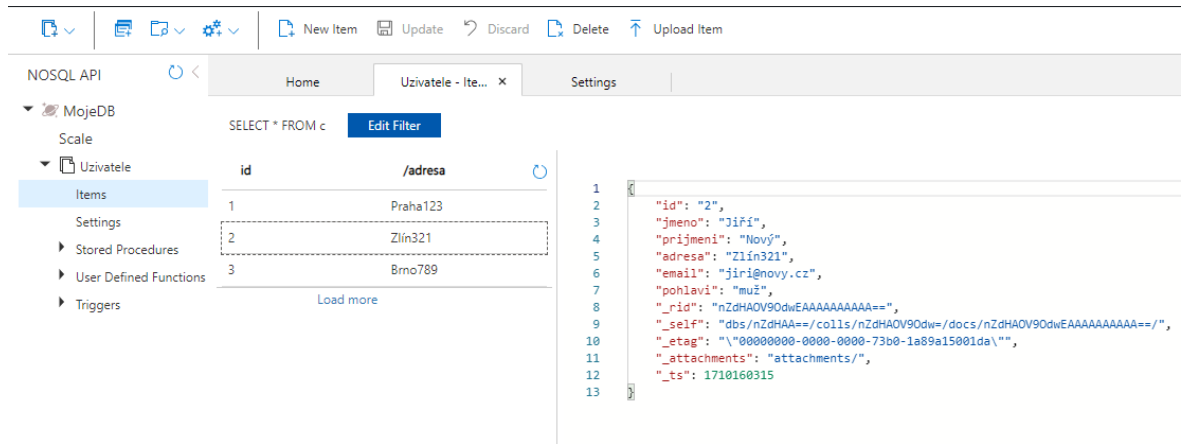 New Item Update Discard Delete Upload Item
NOSQL API
Home Uzivatele - Ite... × Settings
MojeDB
Scale
Uzivatele
Items
Settings
Stored Procedures
User Defined Functions
Triggers
SELECT * FROM c Edit Filter
id /adresa
1 Praha123
2 Zlín321
3 Brno789
Load more
1 {
2 "id": "2",
3 "jmeno": "Jiří",
4 "prijmeni": "Nový",
5 "adresa": "Zlín321",
6 "email": "jiri@novy.cz",
7 "pohlavi": "muž",
8 "_rid": "nZdHAOV9OdwEAAAAAAAAAA==",
9 "_self": "dbs/nZdHAA==/colls/nZdHAOV9Odw=/docs/nZdHAOV9OdwEAAAAAAAAAA==/",
10 "_etag": "\"00000000-0000-0000-73b0-1a89a15001da\"",
11 "_attachments": "attachments/",
12 "_ts": 1710160315
13 }